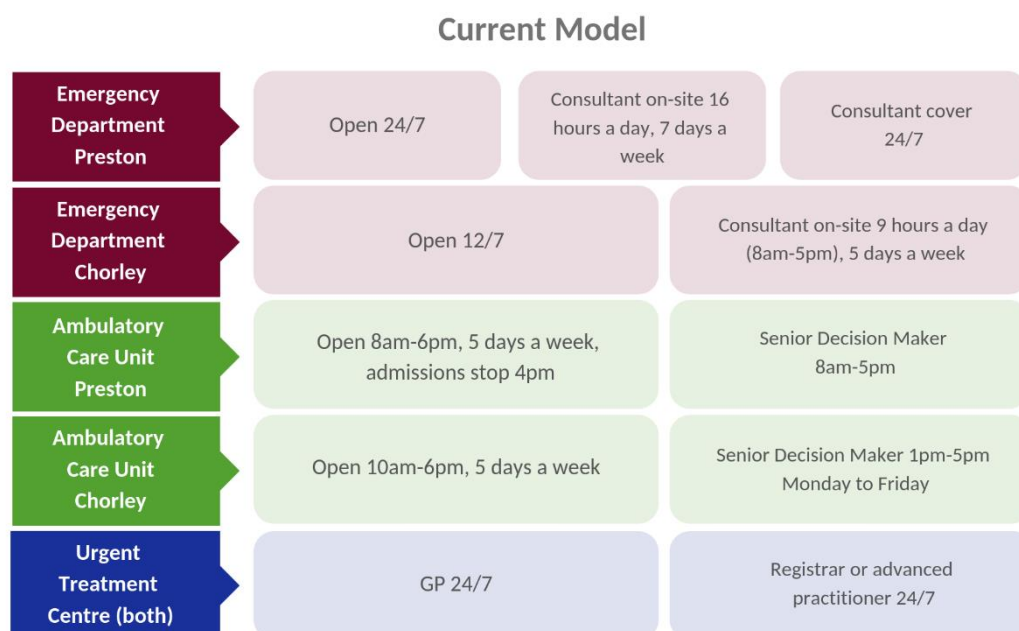 Current Model
Emergency
Department
Preston
Open 24/7
Consultant on-site 16
hours a day, 7 days a
week
Consultant cover
24/7
Emergency
Department
Chorley
Open 12/7
Consultant on-site 9 hours a day
(8am-5pm), 5 days a week
Ambulatory
Care Unit
Preston
Open 8am-6pm, 5 days a week,
admissions stop 4pm
Senior Decision Maker
8am-5pm
Ambulatory
Care Unit
Chorley
Open 10am-6pm, 5 days a week
Senior Decision Maker 1pm-5pm
Monday to Friday
Urgent
Treatment
Centre (both)
GP 24/7
Registrar or advanced
practitioner 24/7